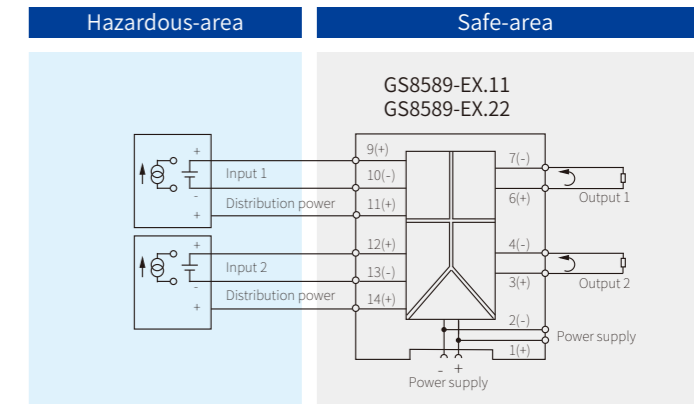 Hazardous-area
Safe-area
GS8589-EX.11
GS8589-EX.22
+
Input 1
-
Distribution power
+
9(+)
10(-)
11(+)
7(-)
6(+)
Output 1
+
Input 2
-
Distribution power
+
12(+)
13(-)
14(+)
4(-)
3(+)
Output 2
2(-)
Power supply
1(+)
- +
Power supply